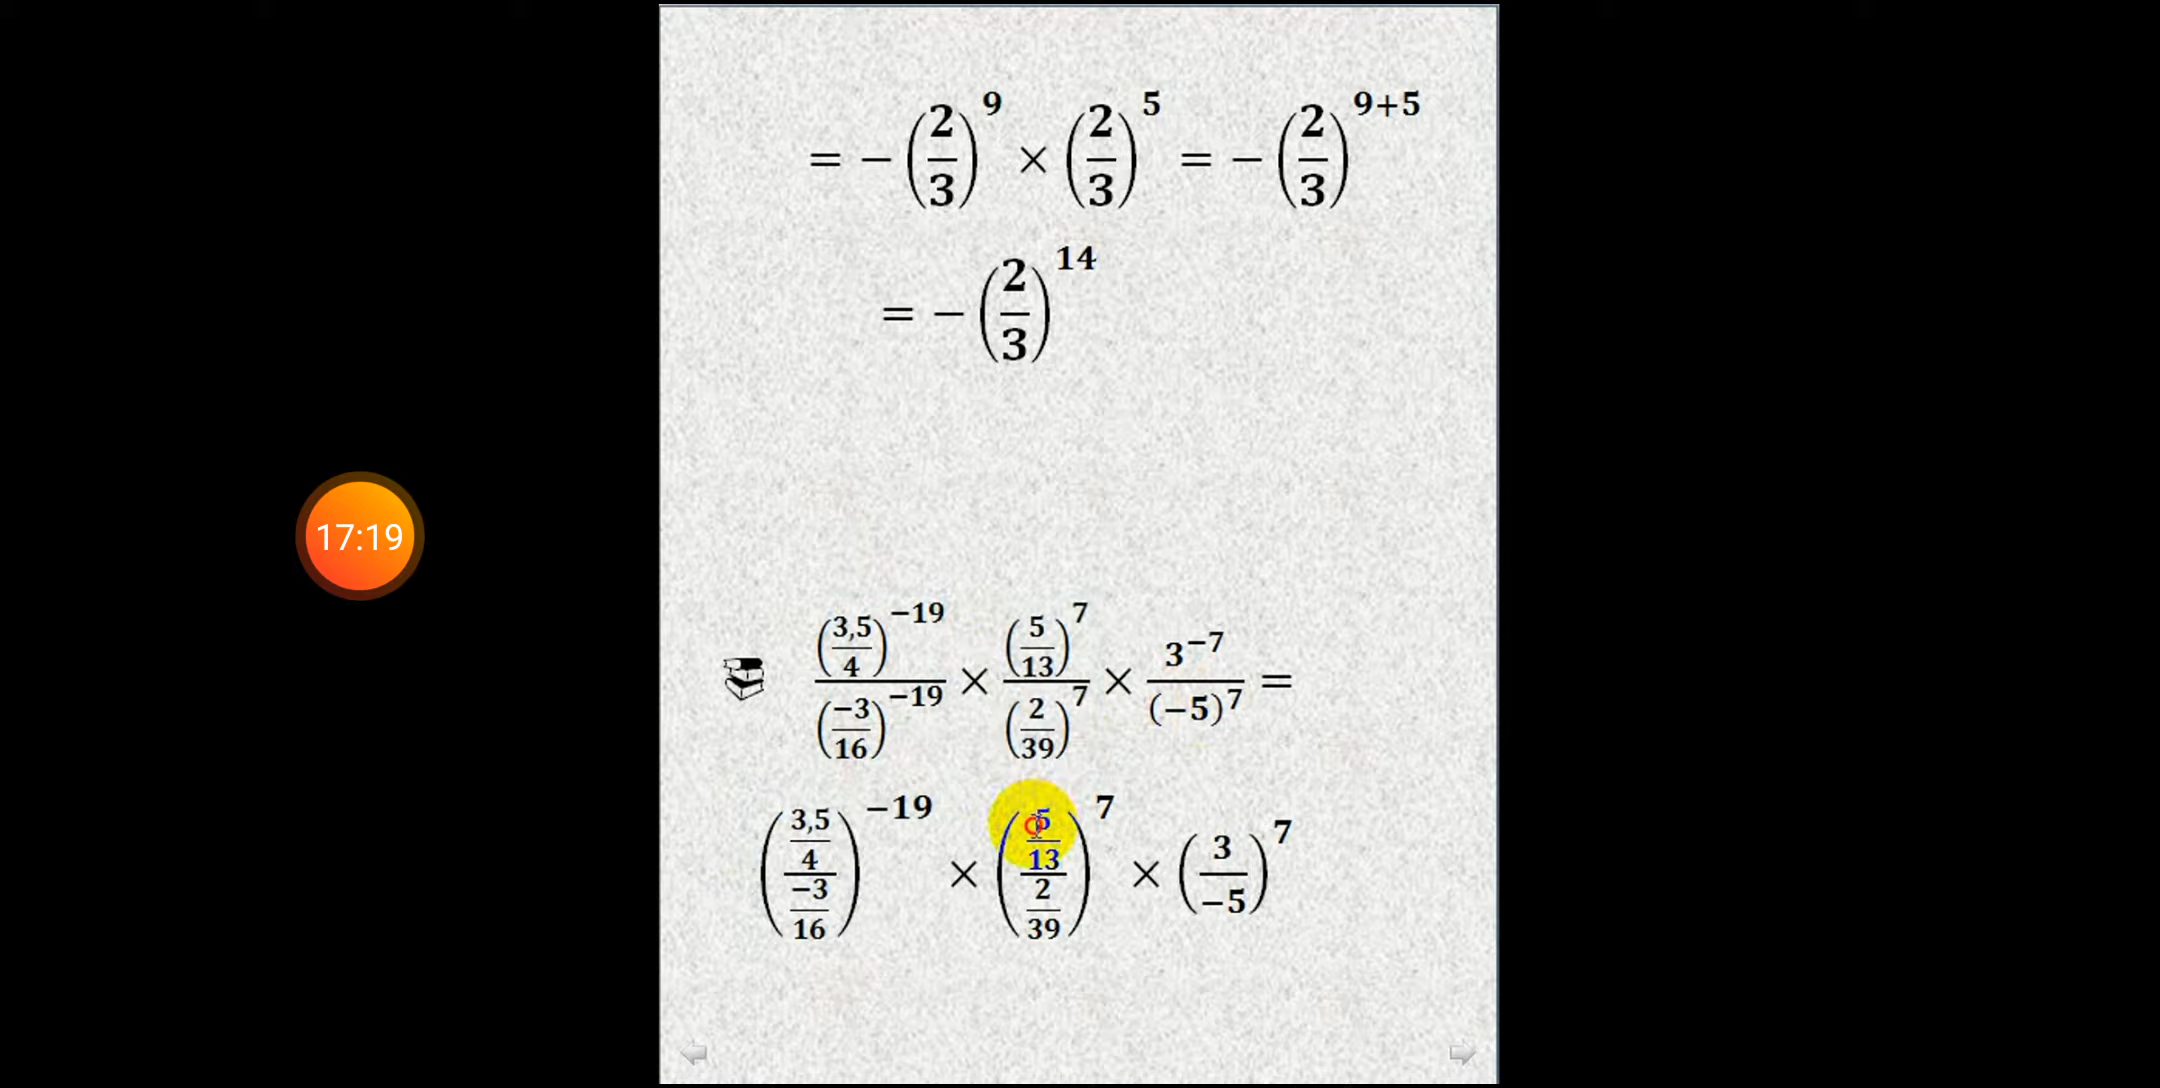 = −(2/3)^9 × (2/3)^5 = −(2/3)^{9+5}
= −(2/3)^{14}
17:19
(3,5/4)^{−19}/(−3/16)^{−19} × (5/13)^7/(2/39)^7 × 3^{−7}/(−5)^7 =
((3,5/4)/(−3/16))^{−19} × ((5/13)/(2/39))^7 × (3/−5)^7